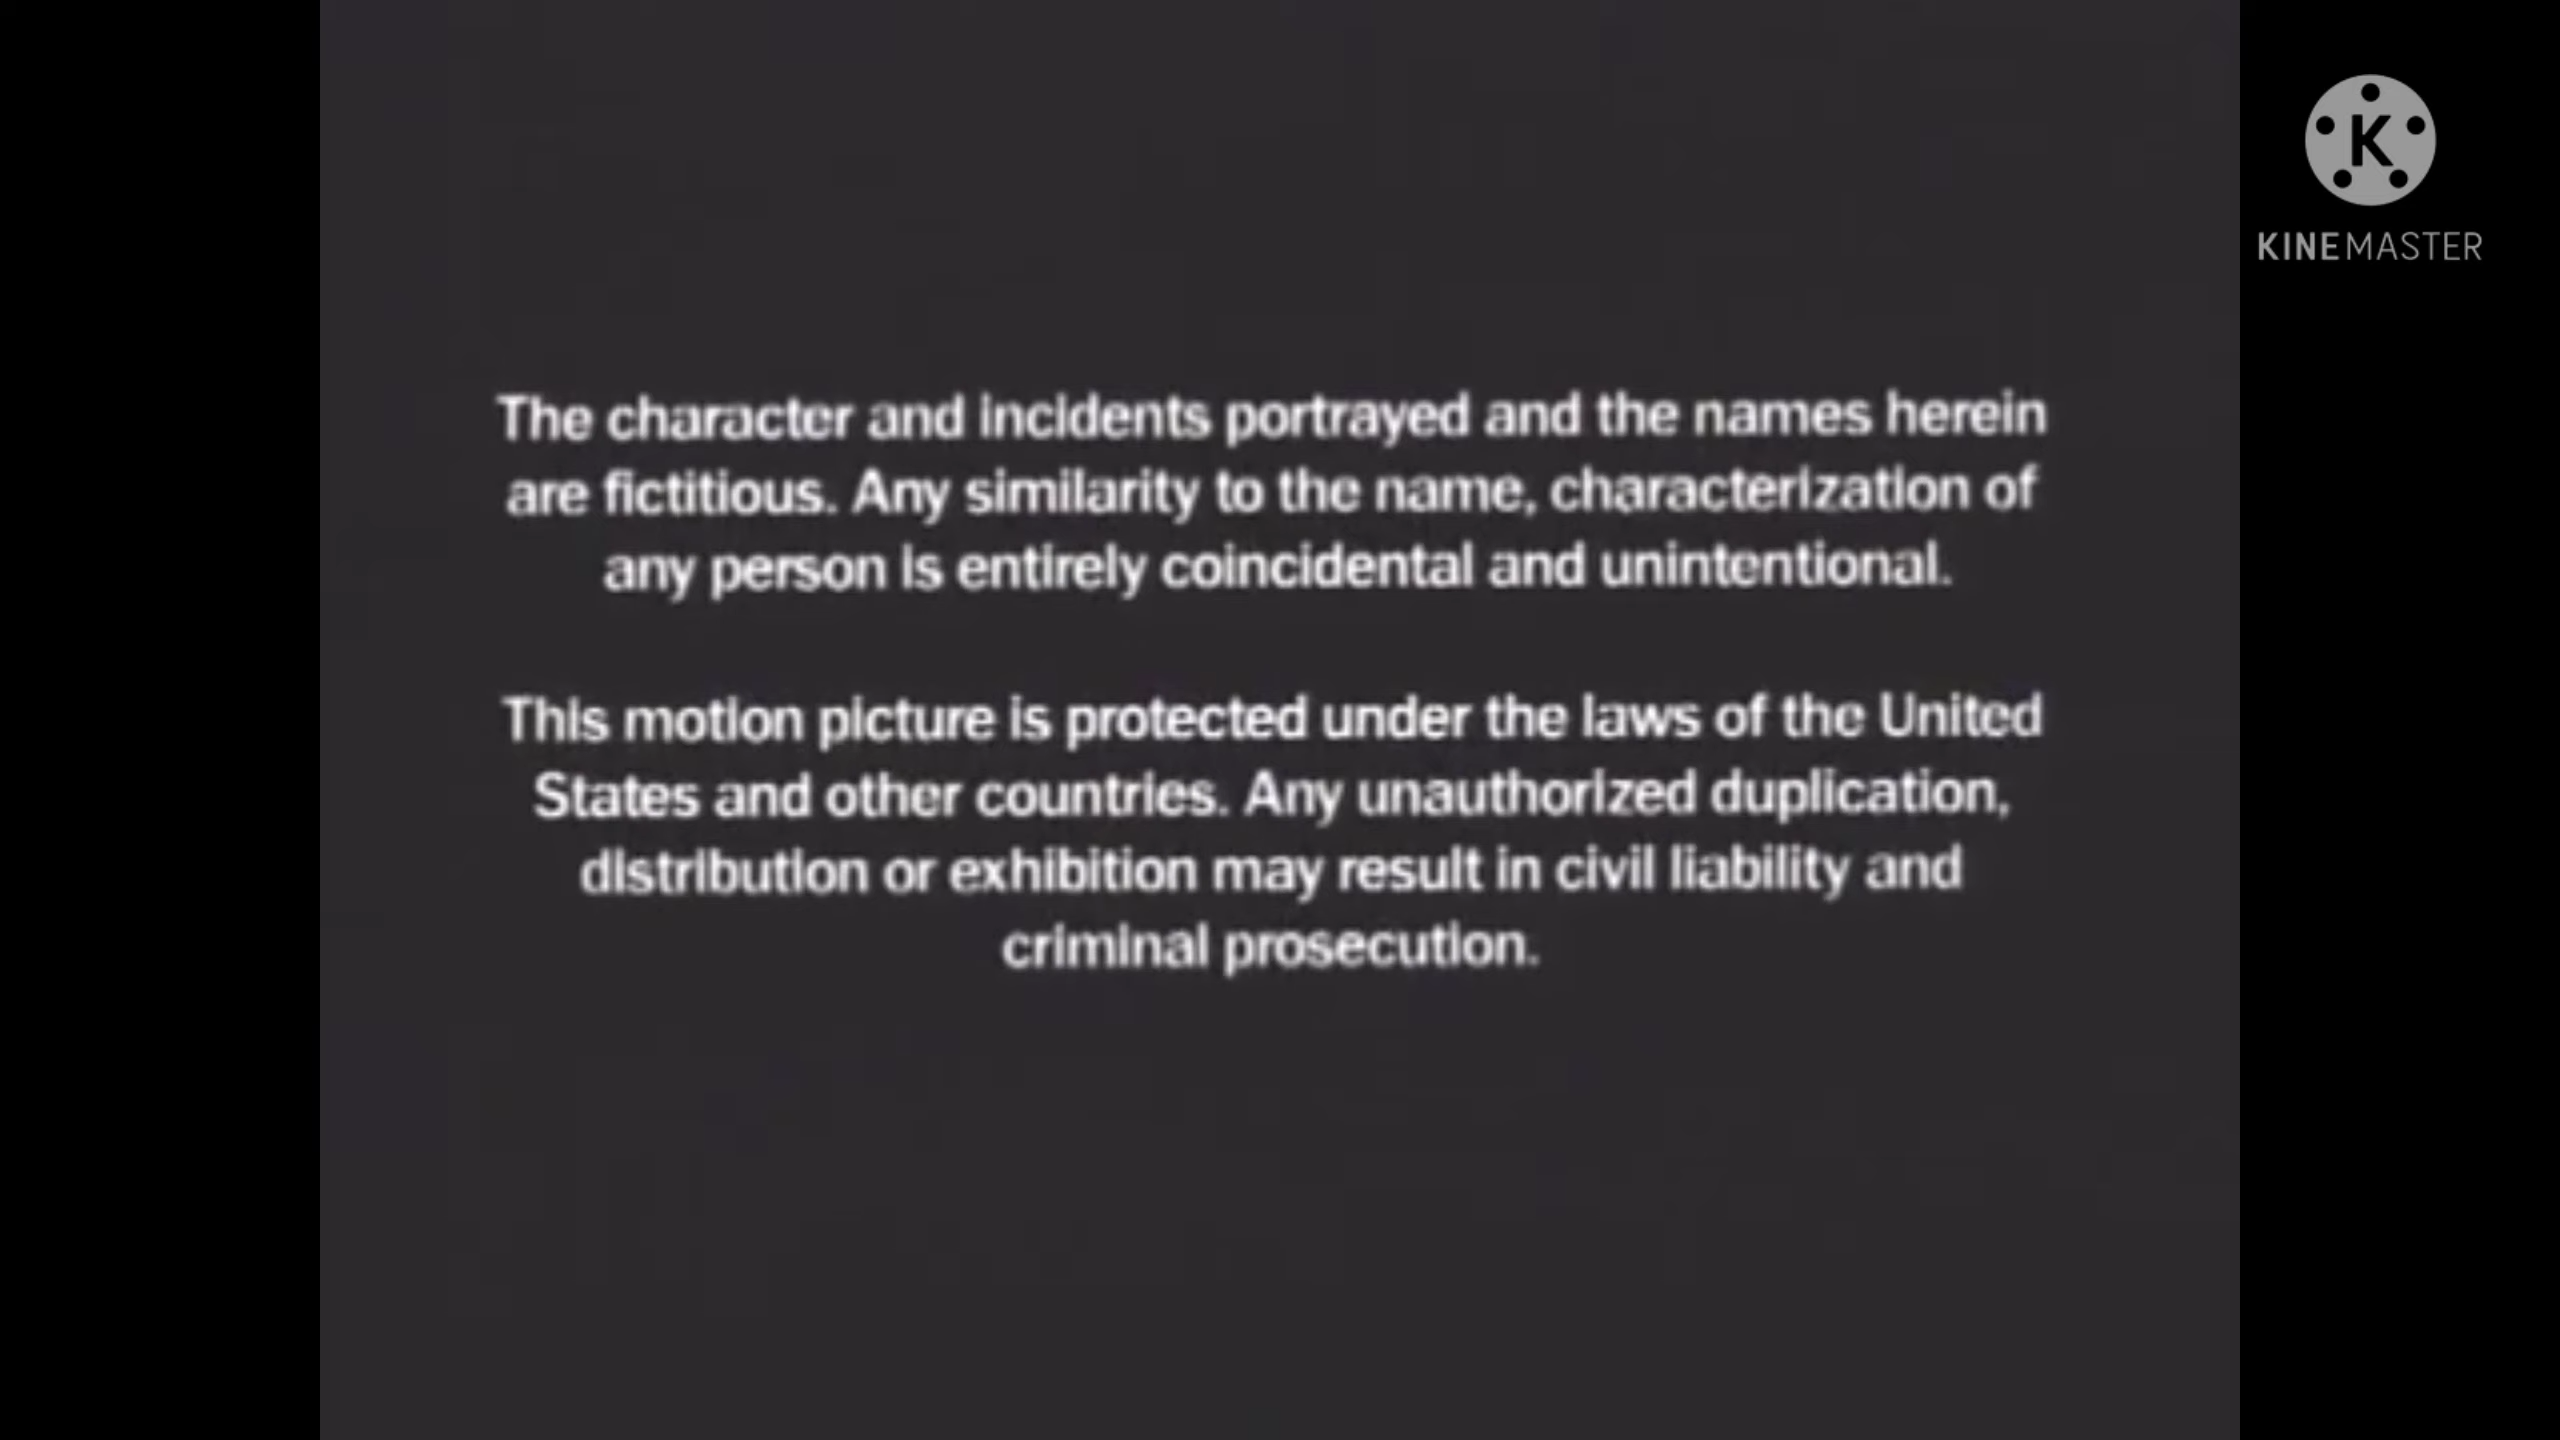 K
KINEMASTER
The character and incidents portrayed and the names herein
are fictitious. Any similarity to the name, characterization of
any person is entirely coincidental and unintentional.
This motion picture is protected under the laws of the United
States and other countries. Any unauthorized duplication,
distribution or exhibition may result in civil liability and
criminal prosecution.